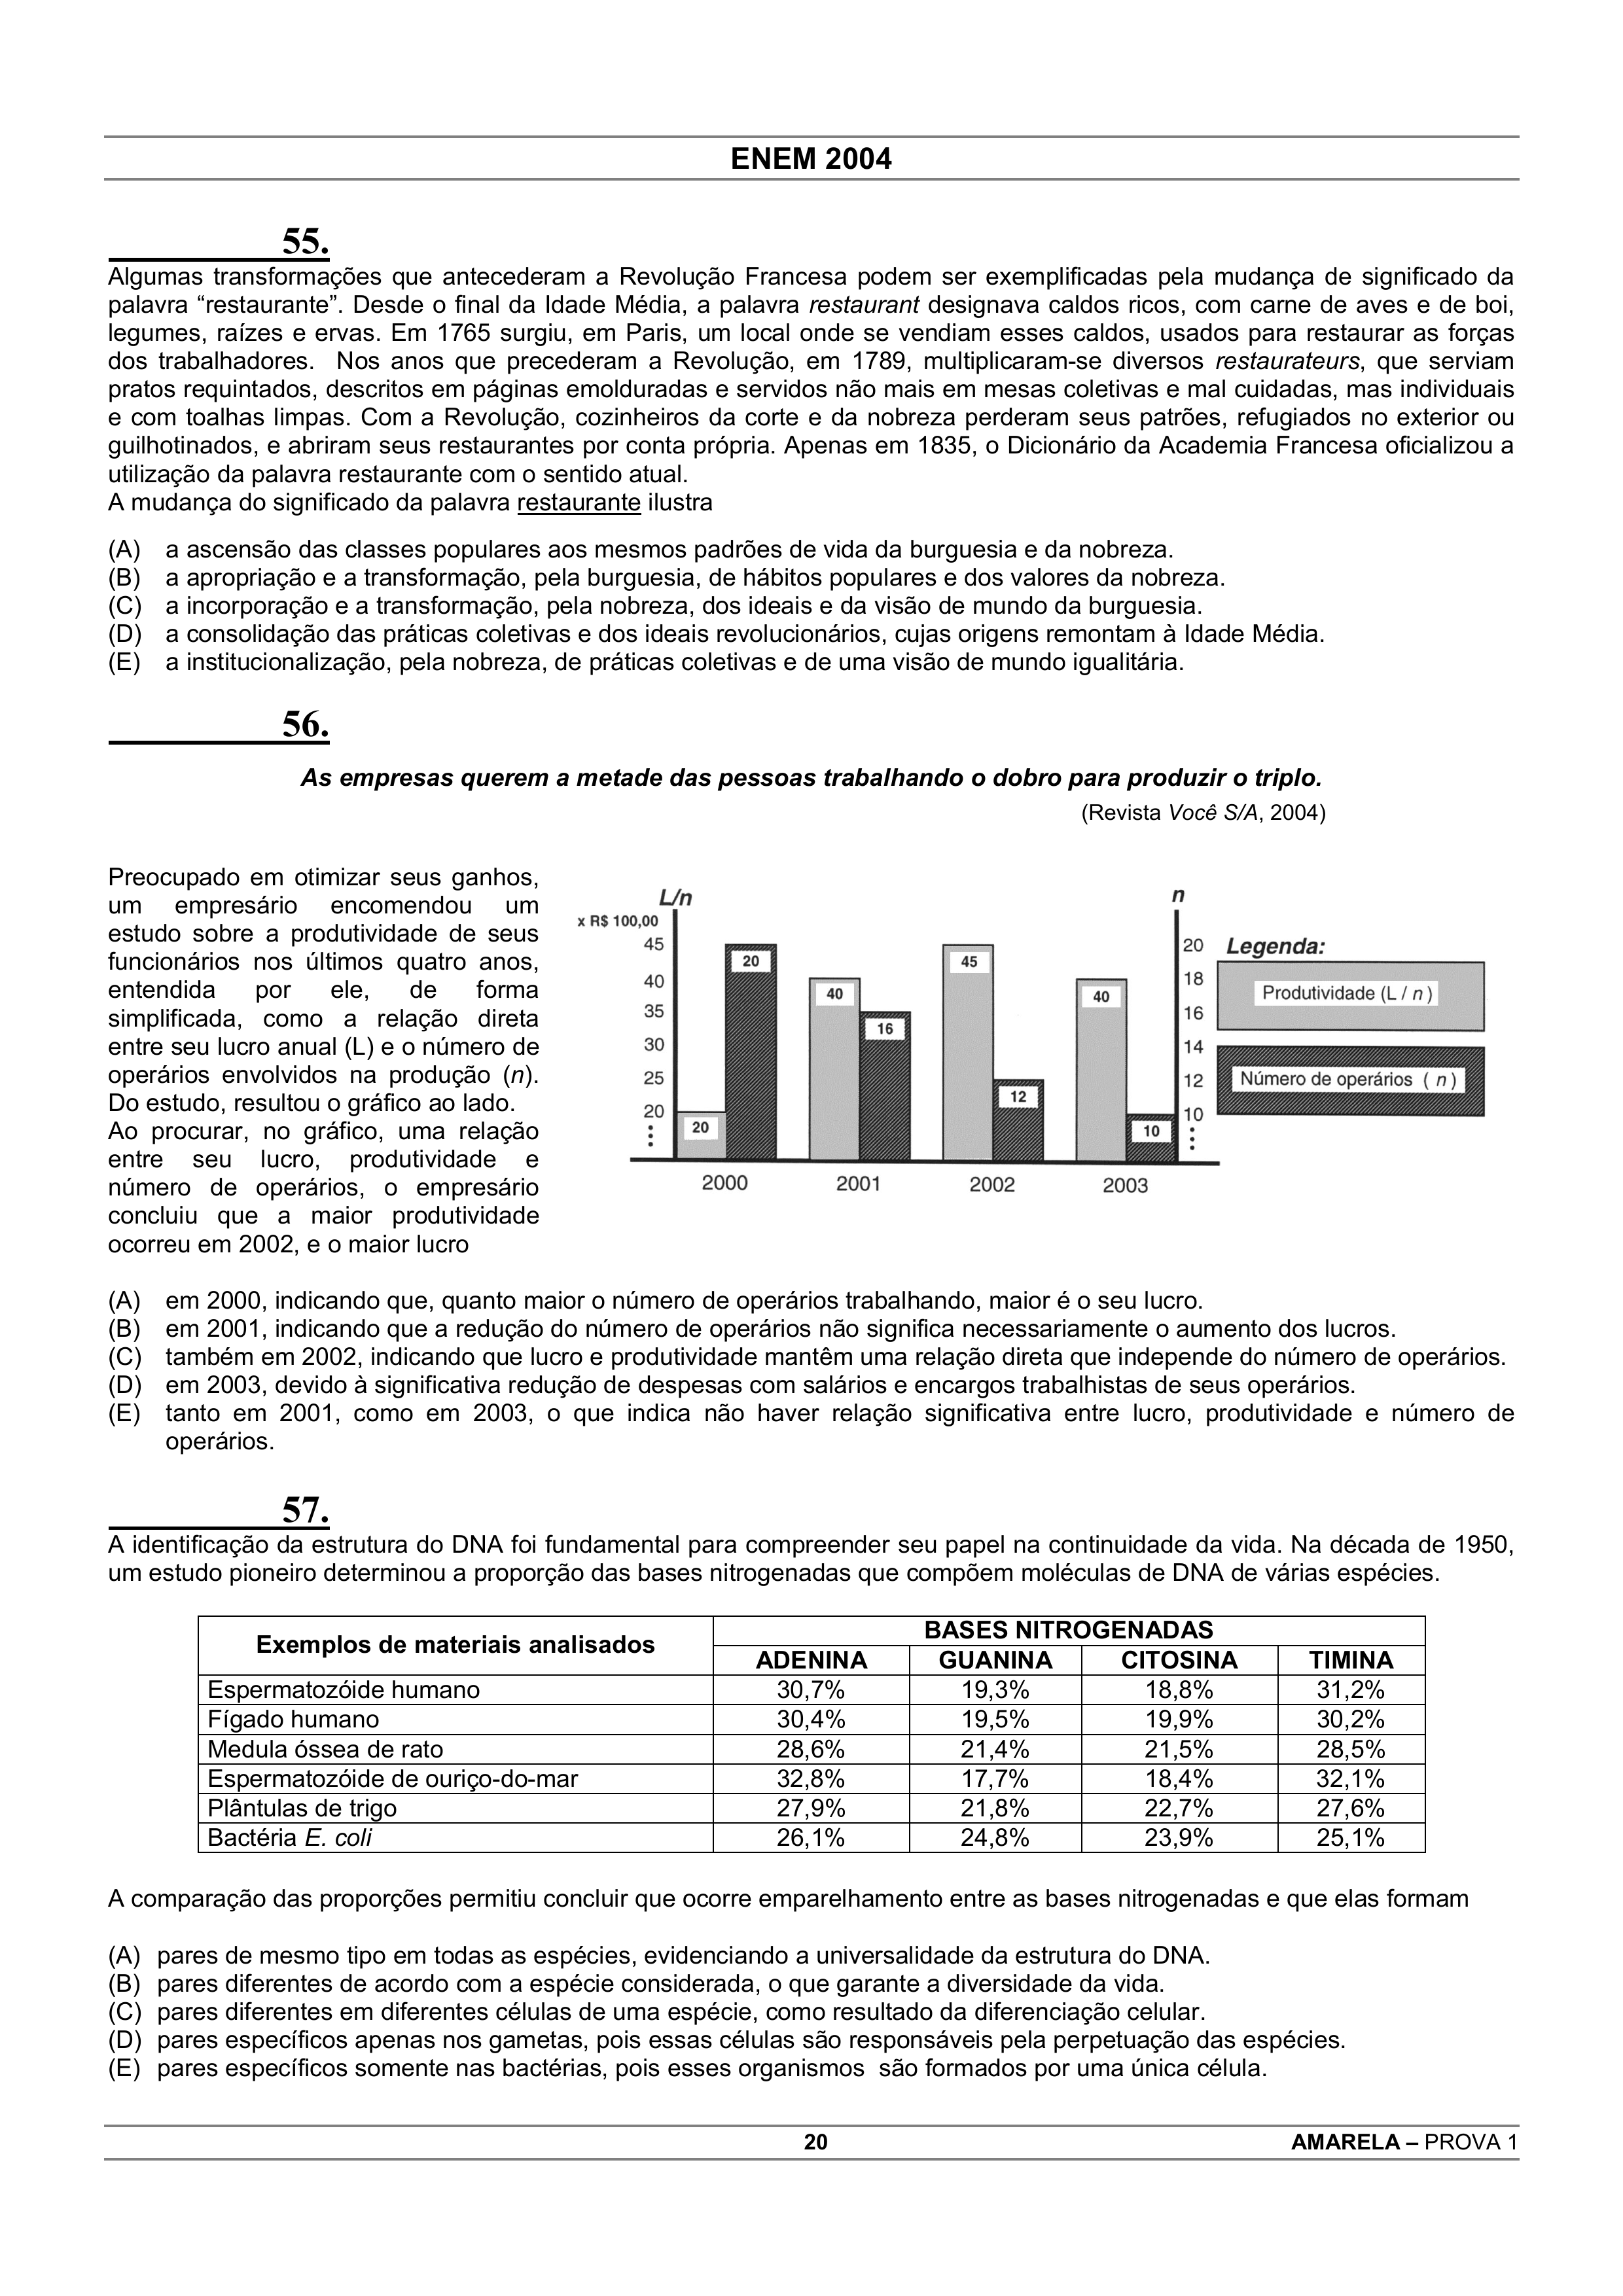 ENEM 2004
55.
Algumas transformações que antecederam a Revolução Francesa podem ser exemplificadas pela mudança de significado da
palavra “restaurante”. Desde o final da Idade Média, a palavra restaurant designava caldos ricos, com carne de aves e de boi,
legumes, raízes e ervas. Em 1765 surgiu, em Paris, um local onde se vendiam esses caldos, usados para restaurar as forças
dos trabalhadores. Nos anos que precederam a Revolução, em 1789, multiplicaram-se diversos restaurateurs, que serviam
pratos requintados, descritos em páginas emolduradas e servidos não mais em mesas coletivas e mal cuidadas, mas individuais
e com toalhas limpas. Com a Revolução, cozinheiros da corte e da nobreza perderam seus patrões, refugiados no exterior ou
guilhotinados, e abriram seus restaurantes por conta própria. Apenas em 1835, o Dicionário da Academia Francesa oficializou a
utilização da palavra restaurante com o sentido atual.
A mudança do significado da palavra restaurante ilustra
(A) a ascensão das classes populares aos mesmos padrões de vida da burguesia e da nobreza.
(B) a apropriação e a transformação, pela burguesia, de hábitos populares e dos valores da nobreza.
(C) a incorporação e a transformação, pela nobreza, dos ideais e da visão de mundo da burguesia.
(D) a consolidação das práticas coletivas e dos ideais revolucionários, cujas origens remontam à Idade Média.
(E) a institucionalização, pela nobreza, de práticas coletivas e de uma visão de mundo igualitária.
56.
As empresas querem a metade das pessoas trabalhando o dobro para produzir o triplo.
(Revista Você S/A, 2004)
Preocupado em otimizar seus ganhos,
um empresário encomendou um
estudo sobre a produtividade de seus
funcionários nos últimos quatro anos,
entendida por ele, de forma
simplificada, como a relação direta
entre seu lucro anual (L) e o número de
operários envolvidos na produção (n).
Do estudo, resultou o gráfico ao lado.
Ao procurar, no gráfico, uma relação
entre seu lucro, produtividade e
número de operários, o empresário
concluiu que a maior produtividade
ocorreu em 2002, e o maior lucro
L/n
x R$ 100,00
45
40
35
30
25
20
20
20
40
16
45
12
40
10
2000 2001 2002 2003
n
20
18
16
14
12
10
Legenda:
Produtividade (L / n )
Número de operários ( n )
(A) em 2000, indicando que, quanto maior o número de operários trabalhando, maior é o seu lucro.
(B) em 2001, indicando que a redução do número de operários não significa necessariamente o aumento dos lucros.
(C) também em 2002, indicando que lucro e produtividade mantêm uma relação direta que independe do número de operários.
(D) em 2003, devido à significativa redução de despesas com salários e encargos trabalhistas de seus operários.
(E) tanto em 2001, como em 2003, o que indica não haver relação significativa entre lucro, produtividade e número de
operários.
57.
A identificação da estrutura do DNA foi fundamental para compreender seu papel na continuidade da vida. Na década de 1950,
um estudo pioneiro determinou a proporção das bases nitrogenadas que compõem moléculas de DNA de várias espécies.
Exemplos de materiais analisados
BASES NITROGENADAS
ADENINA GUANINA CITOSINA TIMINA
Espermatozóide humano 30,7% 19,3% 18,8% 31,2%
Fígado humano 30,4% 19,5% 19,9% 30,2%
Medula óssea de rato 28,6% 21,4% 21,5% 28,5%
Espermatozóide de ouriço-do-mar 32,8% 17,7% 18,4% 32,1%
Plântulas de trigo 27,9% 21,8% 22,7% 27,6%
Bactéria E. coli 26,1% 24,8% 23,9% 25,1%
A comparação das proporções permitiu concluir que ocorre emparelhamento entre as bases nitrogenadas e que elas formam
(A) pares de mesmo tipo em todas as espécies, evidenciando a universalidade da estrutura do DNA.
(B) pares diferentes de acordo com a espécie considerada, o que garante a diversidade da vida.
(C) pares diferentes em diferentes células de uma espécie, como resultado da diferenciação celular.
(D) pares específicos apenas nos gametas, pois essas células são responsáveis pela perpetuação das espécies.
(E) pares específicos somente nas bactérias, pois esses organismos são formados por uma única célula.
20
AMARELA – PROVA 1